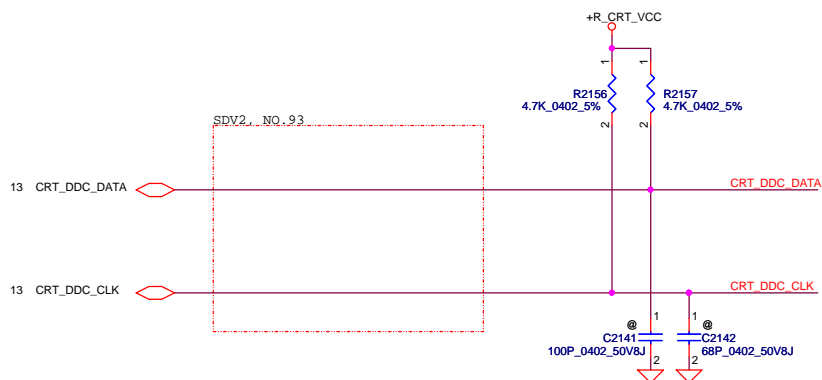 +R_CRT_VCC
1
1
R2156
4.7K_0402_5%
R2157
4.7K_0402_5%
2
2
SDV2, NO.93
13 CRT_DDC_DATA
CRT_DDC_DATA
13 CRT_DDC_CLK
CRT_DDC_CLK
@
1
@
1
C2141
100P_0402_50V8J
C2142
68P_0402_50V8J
2
2